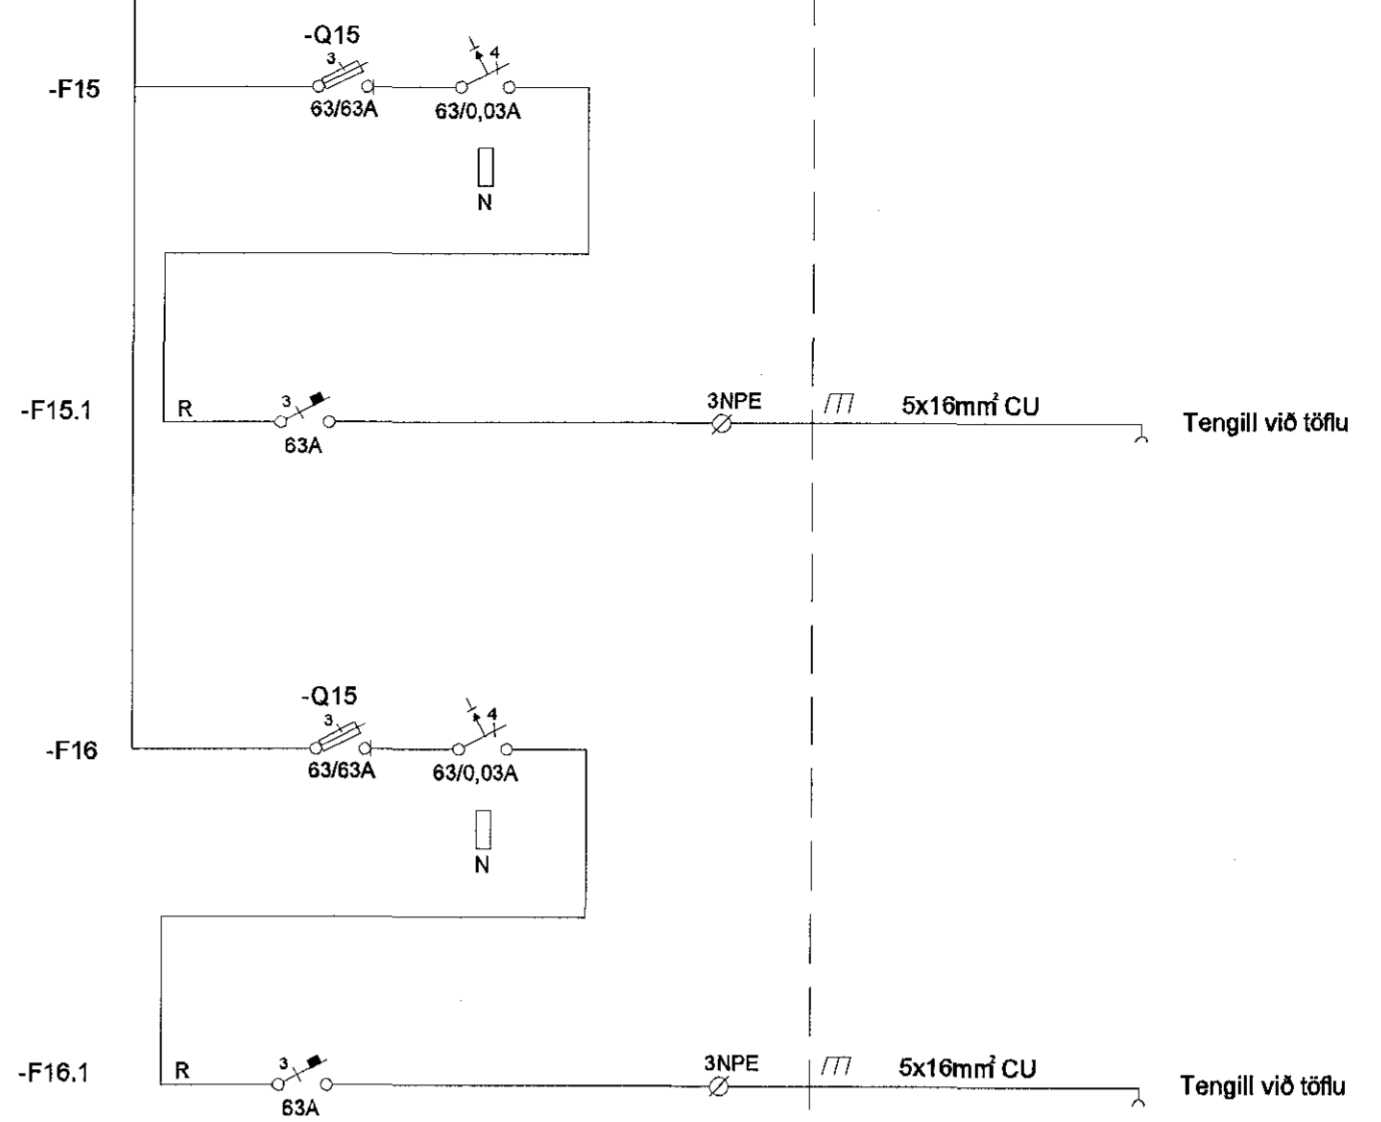 -Q15
3
4
-F15
63/63A
63/0,03A
N
-F15.1
R
3
63A
3NPE
5x16mm² CU
Tengill við töflu
-Q15
3
4
-F16
63/63A
63/0,03A
N
-F16.1
R
3
63A
3NPE
5x16mm² CU
Tengill við töflu